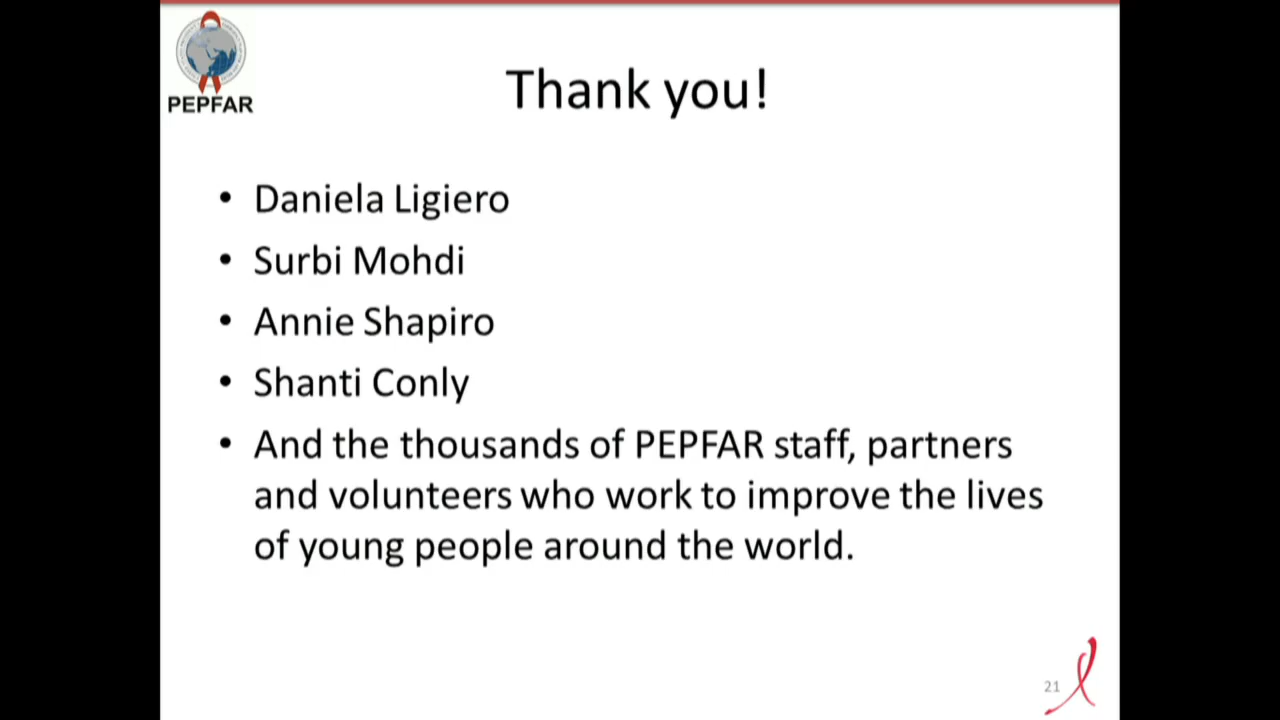 PEPFAR
Thank you!
• Daniela Ligiero
• Surbi Mohdi
• Annie Shapiro
• Shanti Conly
• And the thousands of PEPFAR staff, partners
and volunteers who work to improve the lives
of young people around the world.
21